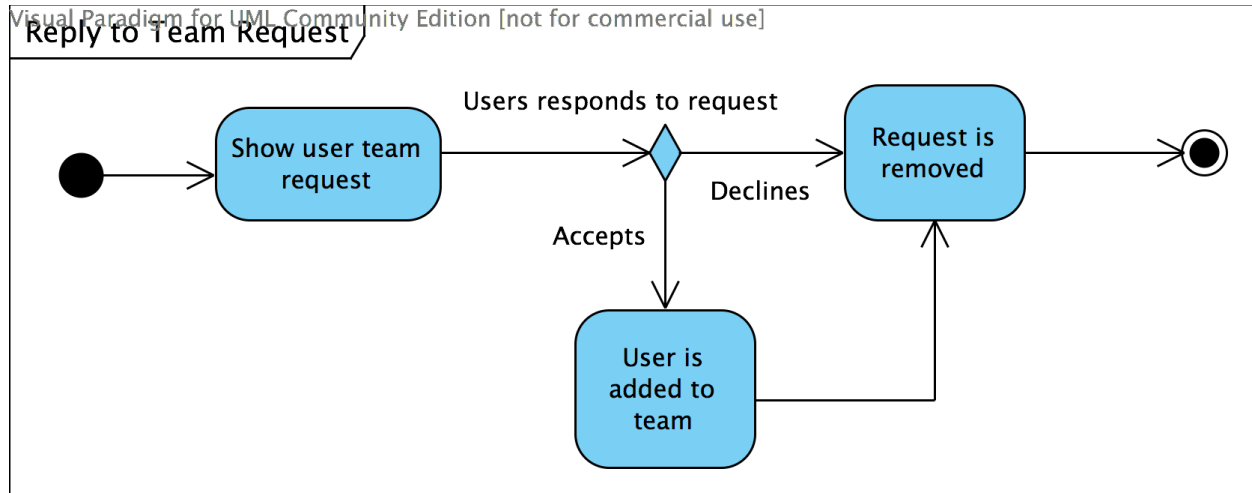 Visual Paradigm for UML Community Edition [not for commercial use]
Reply to Team Request
Users responds to request
Show user team
request
Request is
removed
Declines
Accepts
User is
added to
team